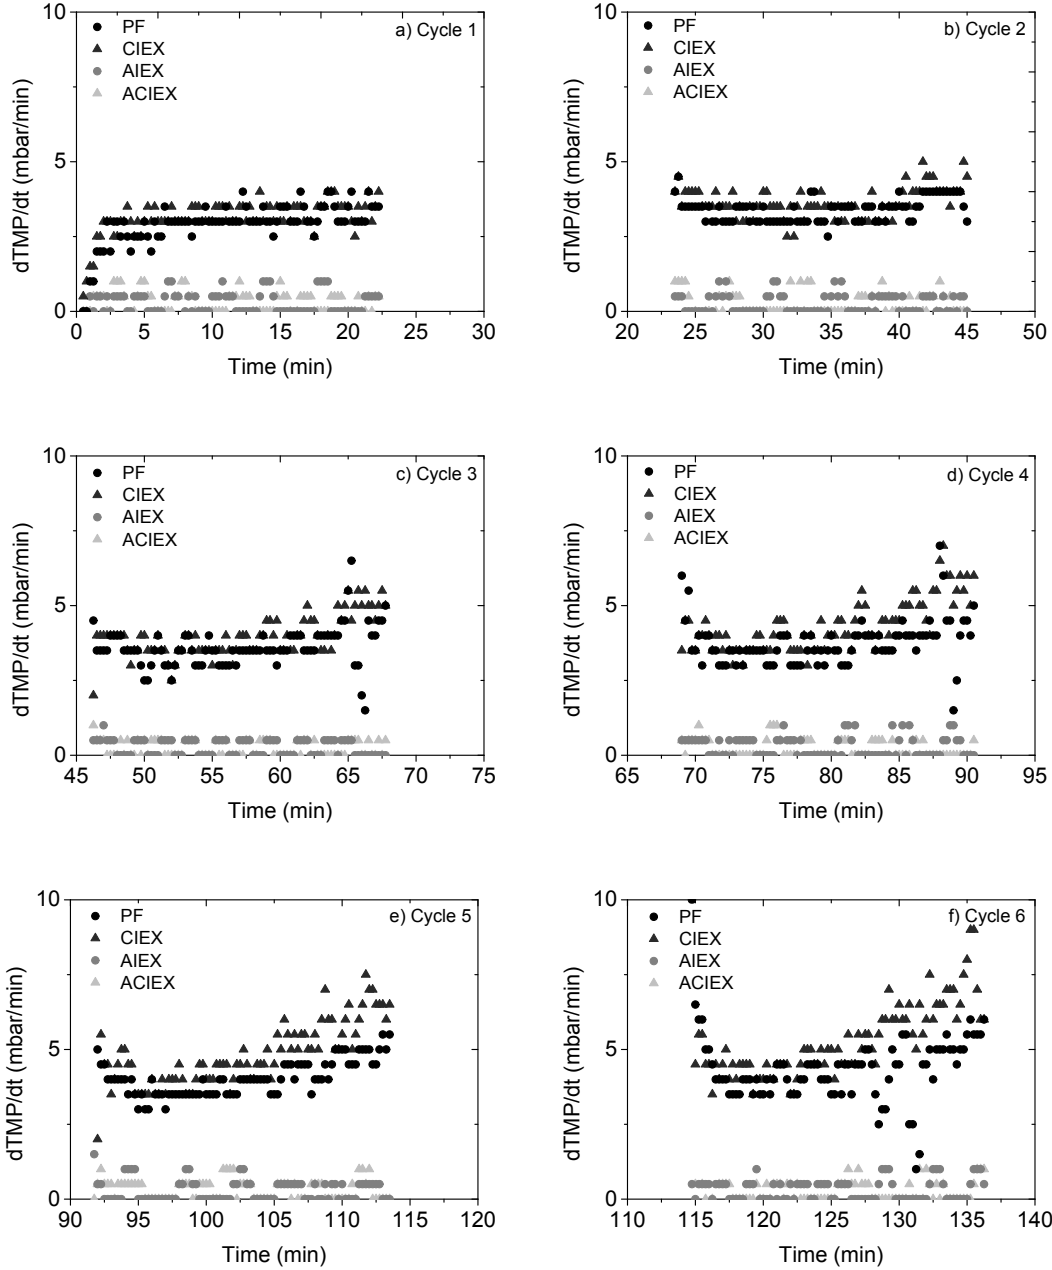 a) Cycle 1
PF
CIEX
AIEX
ACIEX
10
5
0
dTMP/dt (mbar/min)
0 5 10 15 20 25 30
Time (min)
b) Cycle 2
PF
CIEX
AIEX
ACIEX
10
5
0
dTMP/dt (mbar/min)
20 25 30 35 40 45 50
Time (min)
c) Cycle 3
PF
CIEX
AIEX
ACIEX
10
5
0
dTMP/dt (mbar/min)
45 50 55 60 65 70 75
Time (min)
d) Cycle 4
PF
CIEX
AIEX
ACIEX
10
5
0
dTMP/dt (mbar/min)
65 70 75 80 85 90 95
Time (min)
e) Cycle 5
PF
CIEX
AIEX
ACIEX
10
5
0
dTMP/dt (mbar/min)
90 95 100 105 110 115 120
Time (min)
f) Cycle 6
PF
CIEX
AIEX
ACIEX
10
5
0
dTMP/dt (mbar/min)
110 115 120 125 130 135 140
Time (min)